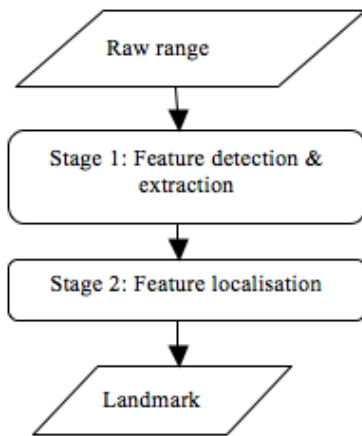 Raw range
Stage 1: Feature detection &
extraction
Stage 2: Feature localisation
Landmark